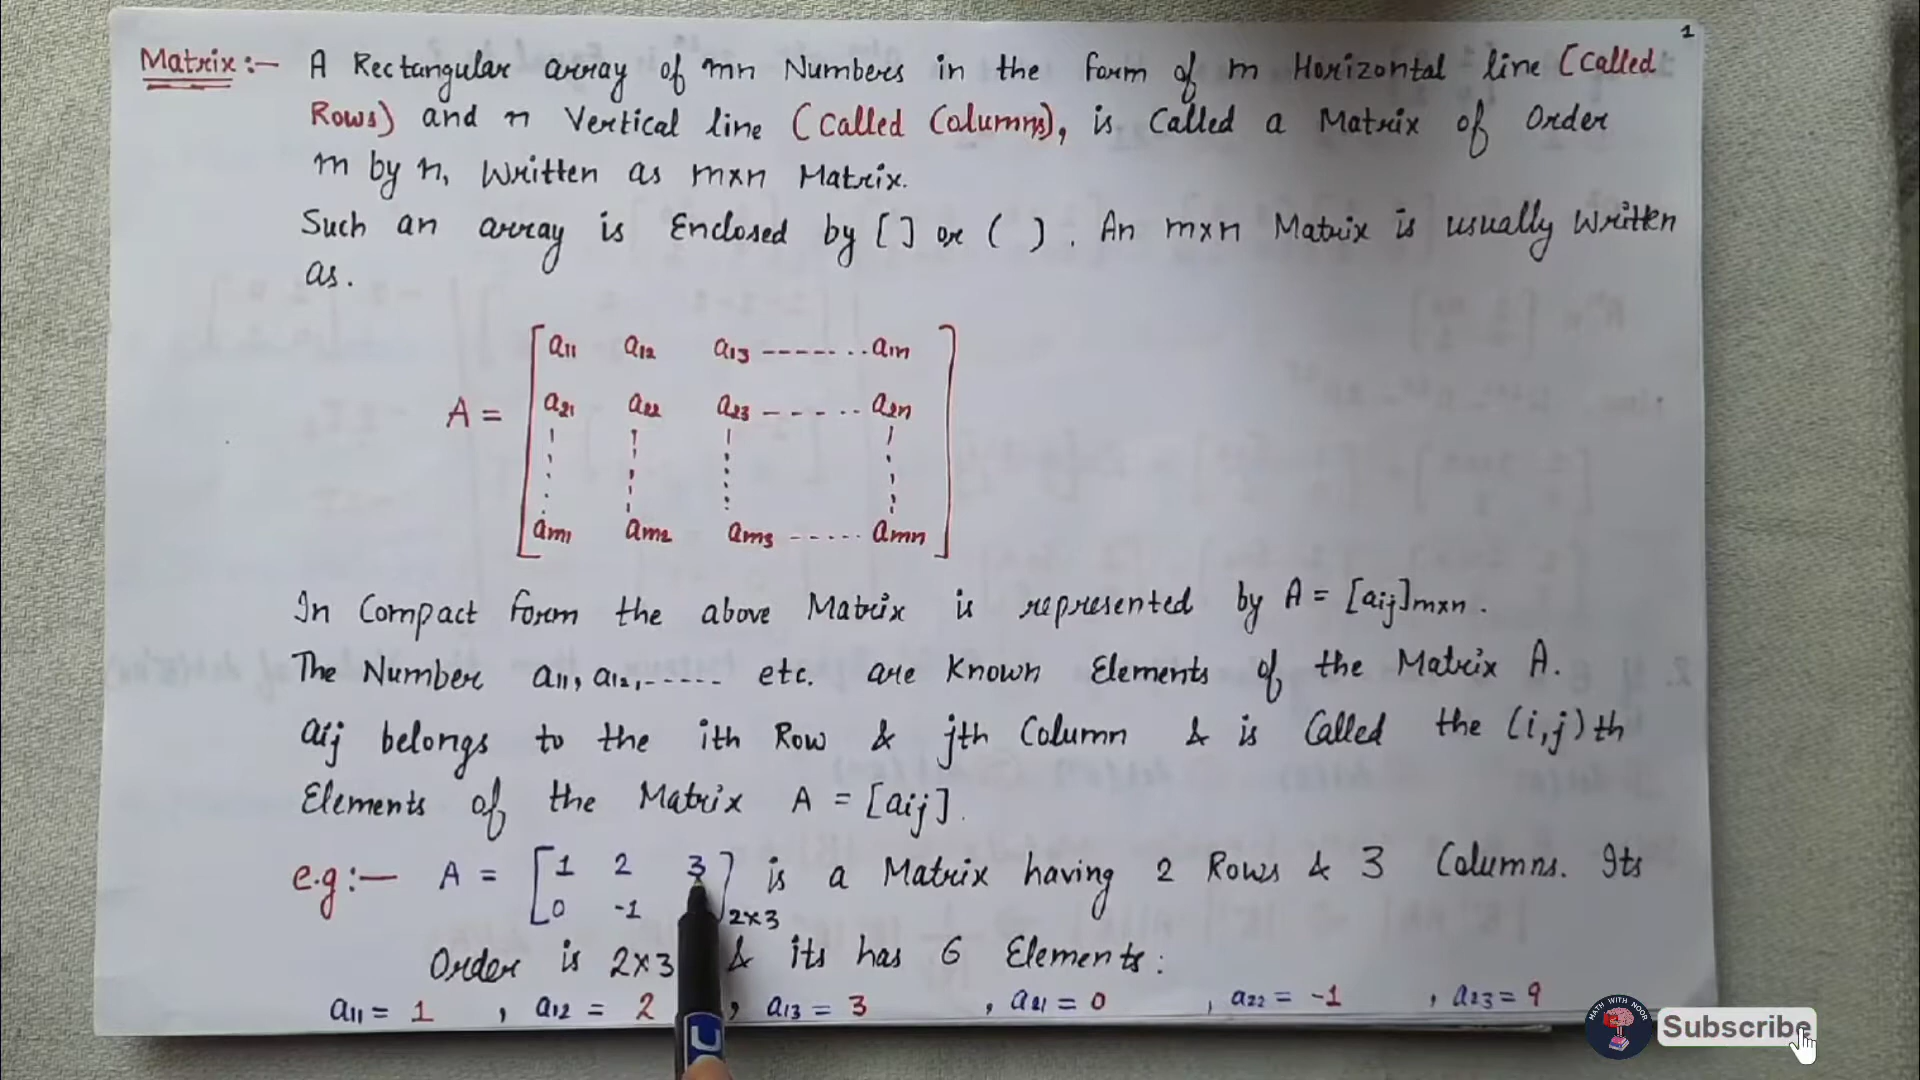 1
Matrix:- A Rectangular array of mn Numbers in the form of m Horizontal line (Called
Rows) and n Vertical line (Called Columns), is Called a Matrix of Order
m by n, Written as m×n Matrix.
Such an array is Enclosed by [ ] or ( ). An m×n Matrix is usually Written
as.
a11 a12 a13 ------.. a1n
A = a21 a22 a23 -.---.. a2n
am1 am2 am3 ------ amn
In Compact form the above Matrix is represented by A = [aij]m×n.
The Number a11, a12,----- etc. are Known Elements of the Matrix A.
aij belongs to the ith Row & jth Column & is Called the (i,j)th
Elements of the Matrix A = [aij].
e.g:- A = [1 2 3
0 -1 ]2×3 is a Matrix having 2 Rows & 3 Columns. Its
Order is 2×3 & its has 6 Elements:
a11 = 1 , a12 = 2 , a13 = 3 , a21 = 0 , a22 = -1 , a23 = 9
MATH WITH NOOR
Subscribe